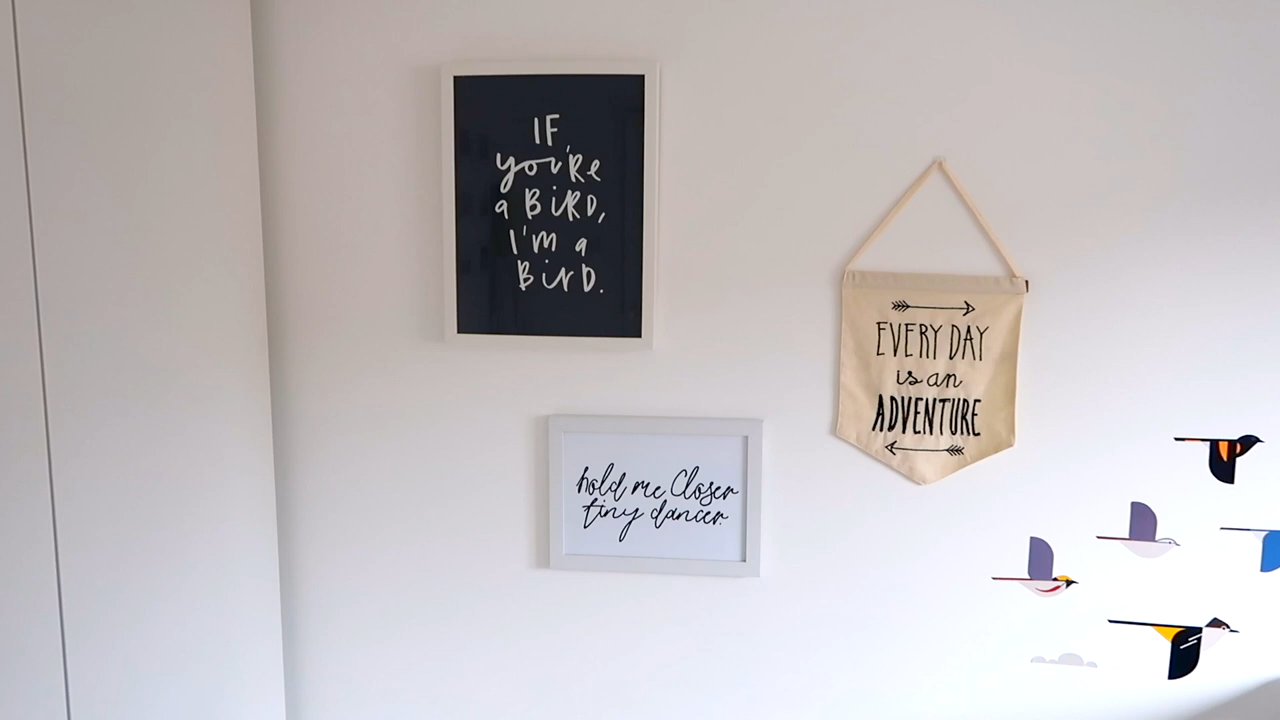 IF
you're
a BiRD,
I'm a
BirD.
EVERY DAY
is an
ADVENTURE
hold me Closer
tiny dancer.